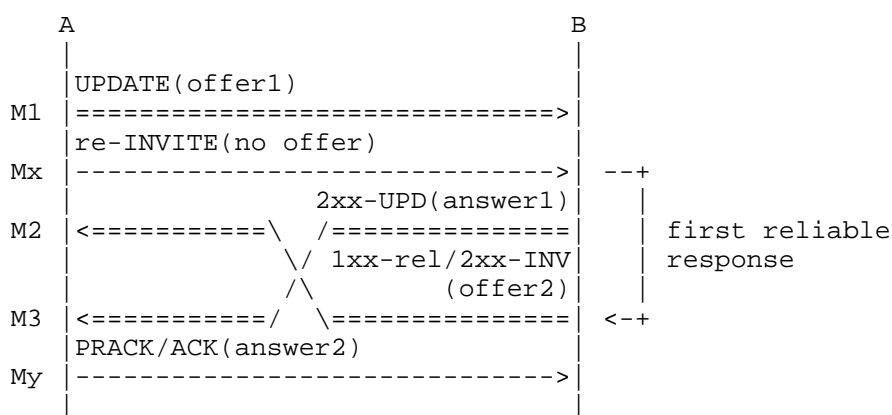 A B
UPDATE(offer1)
M1 ==============================>
re-INVITE(no offer)
Mx ------------------------------> --+
2xx-UPD(answer1)
M2 <============\ /=============== first reliable
\/ 1xx-rel/2xx-INV response
/\ (offer2)
M3 <============/ \=============== <-+
PRACK/ACK(answer2)
My ------------------------------>